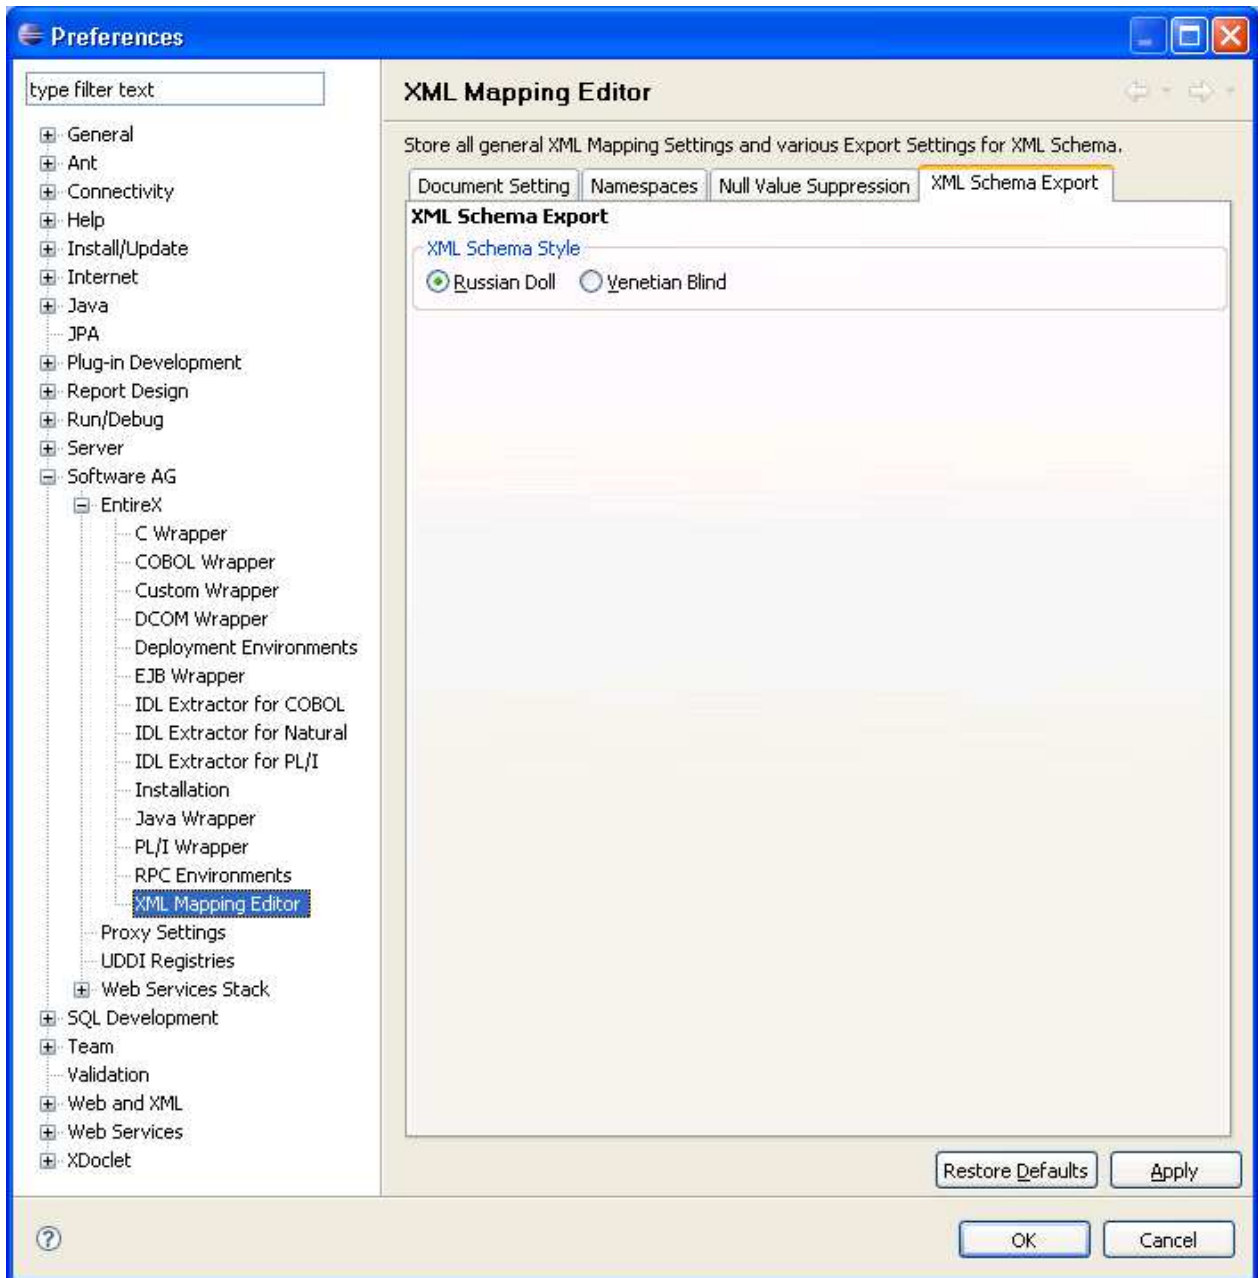 Preferences
type filter text
General
Ant
Connectivity
Help
Install/Update
Internet
Java
JPA
Plug-in Development
Report Design
Run/Debug
Server
Software AG
EntireX
C Wrapper
COBOL Wrapper
Custom Wrapper
DCOM Wrapper
Deployment Environments
EJB Wrapper
IDL Extractor for COBOL
IDL Extractor for Natural
IDL Extractor for PL/I
Installation
Java Wrapper
PL/I Wrapper
RPC Environments
XML Mapping Editor
Proxy Settings
UDDI Registries
Web Services Stack
SQL Development
Team
Validation
Web and XML
Web Services
XDoclet
XML Mapping Editor
Store all general XML Mapping Settings and various Export Settings for XML Schema.
Document Setting Namespaces Null Value Suppression XML Schema Export
XML Schema Export
XML Schema Style
Russian Doll Venetian Blind
Restore Defaults Apply
? OK Cancel